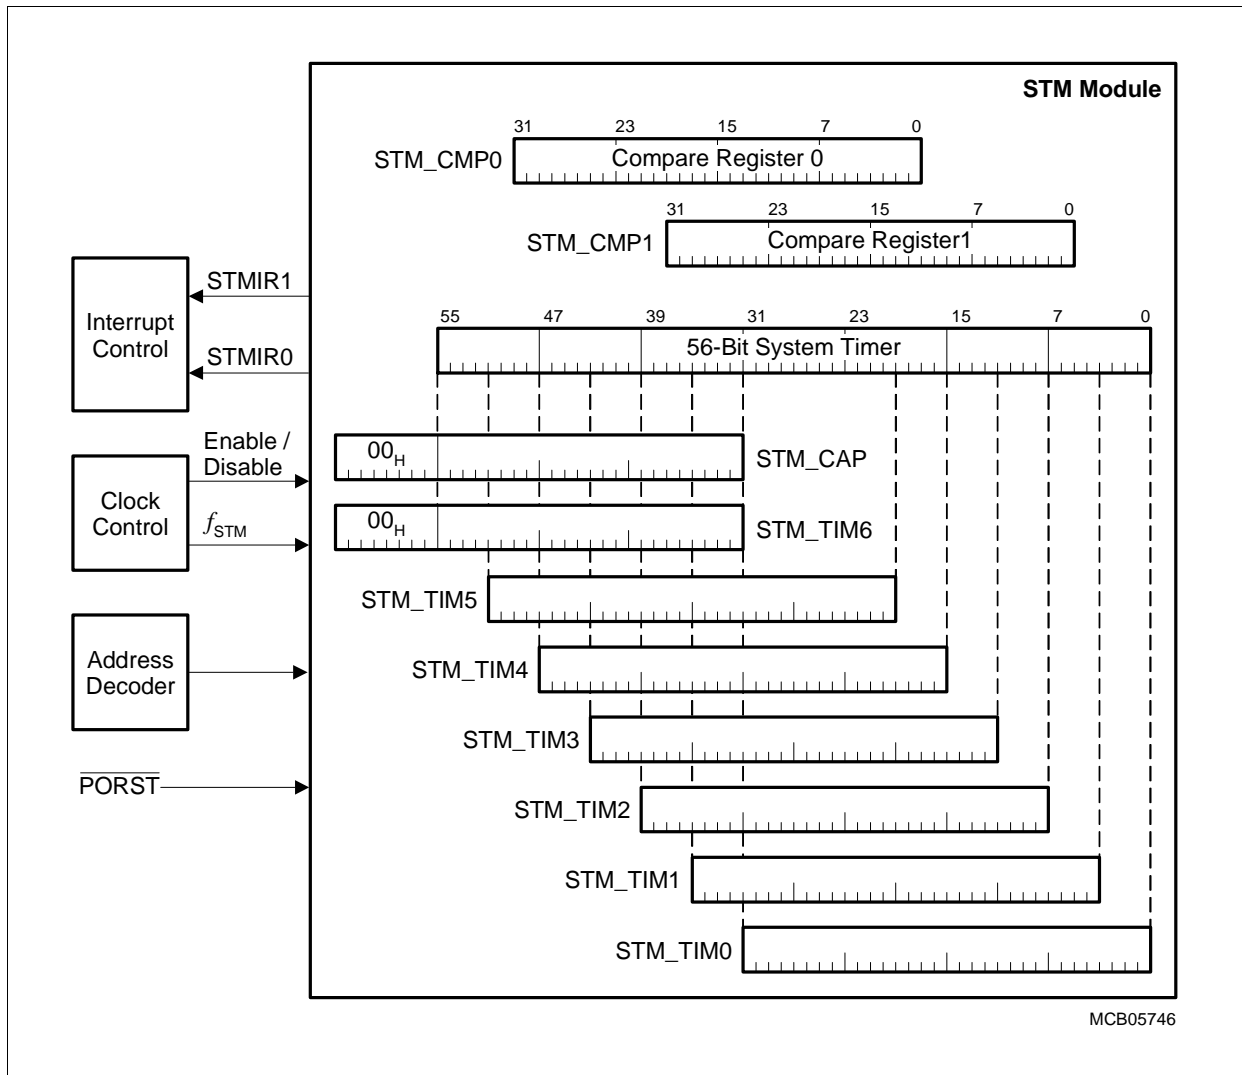 STM Module
31 23 15 7 0
STM_CMP0 Compare Register 0
31 23 15 7 0
STM_CMP1 Compare Register1
STMIR1
Interrupt
Control
STMIR0
55 47 39 31 23 15 7 0
56-Bit System Timer
Enable /
Disable
Clock
Control
fSTM
00H STM_CAP
00H STM_TIM6
STM_TIM5
Address
Decoder
STM_TIM4
STM_TIM3
PORST
STM_TIM2
STM_TIM1
STM_TIM0
MCB05746